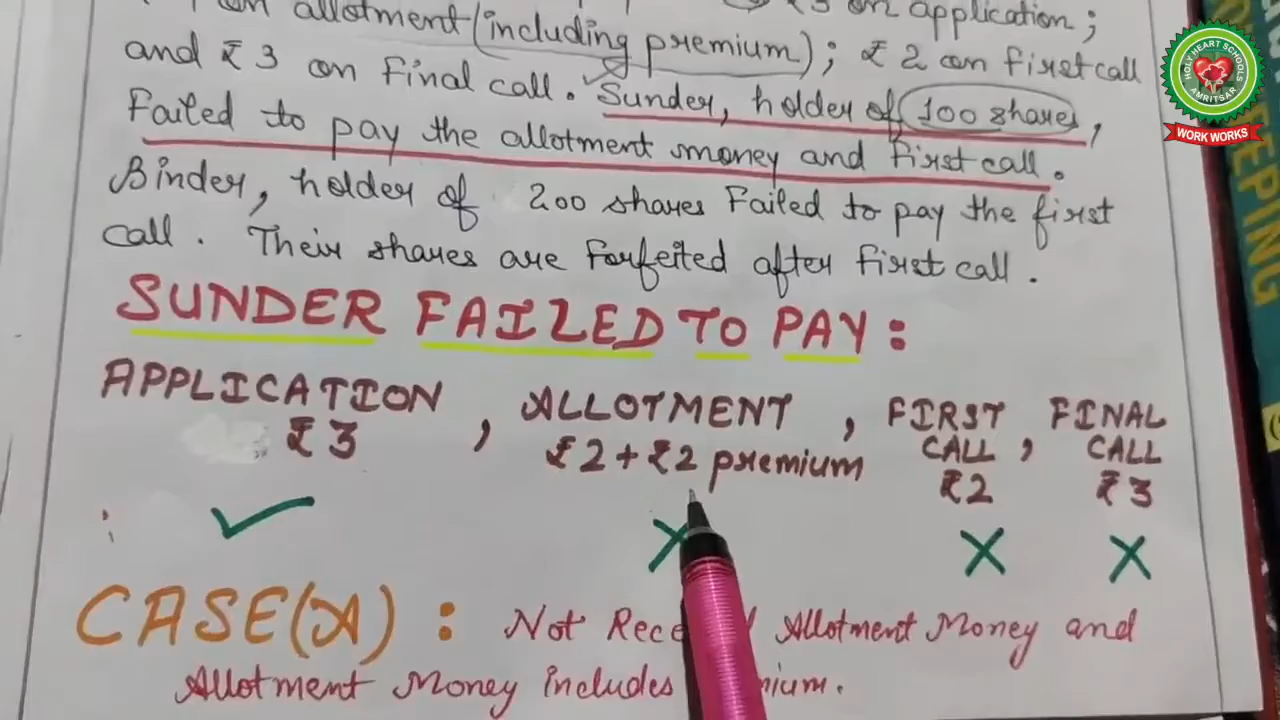 on allotment (including premium); ₹ 2 on first call
on application;
and ₹ 3 on Final call. Sunder, holder of 100 shares,
Failed to pay the allotment money and first call.
Binder, holder of 200 shares Failed to pay the first
call. Their shares are forfeited after first call.
SUNDER FAILED TO PAY:
APPLICATION, ALLOTMENT, FIRST CALL, FINAL CALL
₹3 ₹2+₹2 premium ₹2 ₹3
CASE(A): Not Allotment Money and
Allotment Money includes
HOLY HEART SCHOOLS
AMRITSAR
WORK WORKS
EEPING